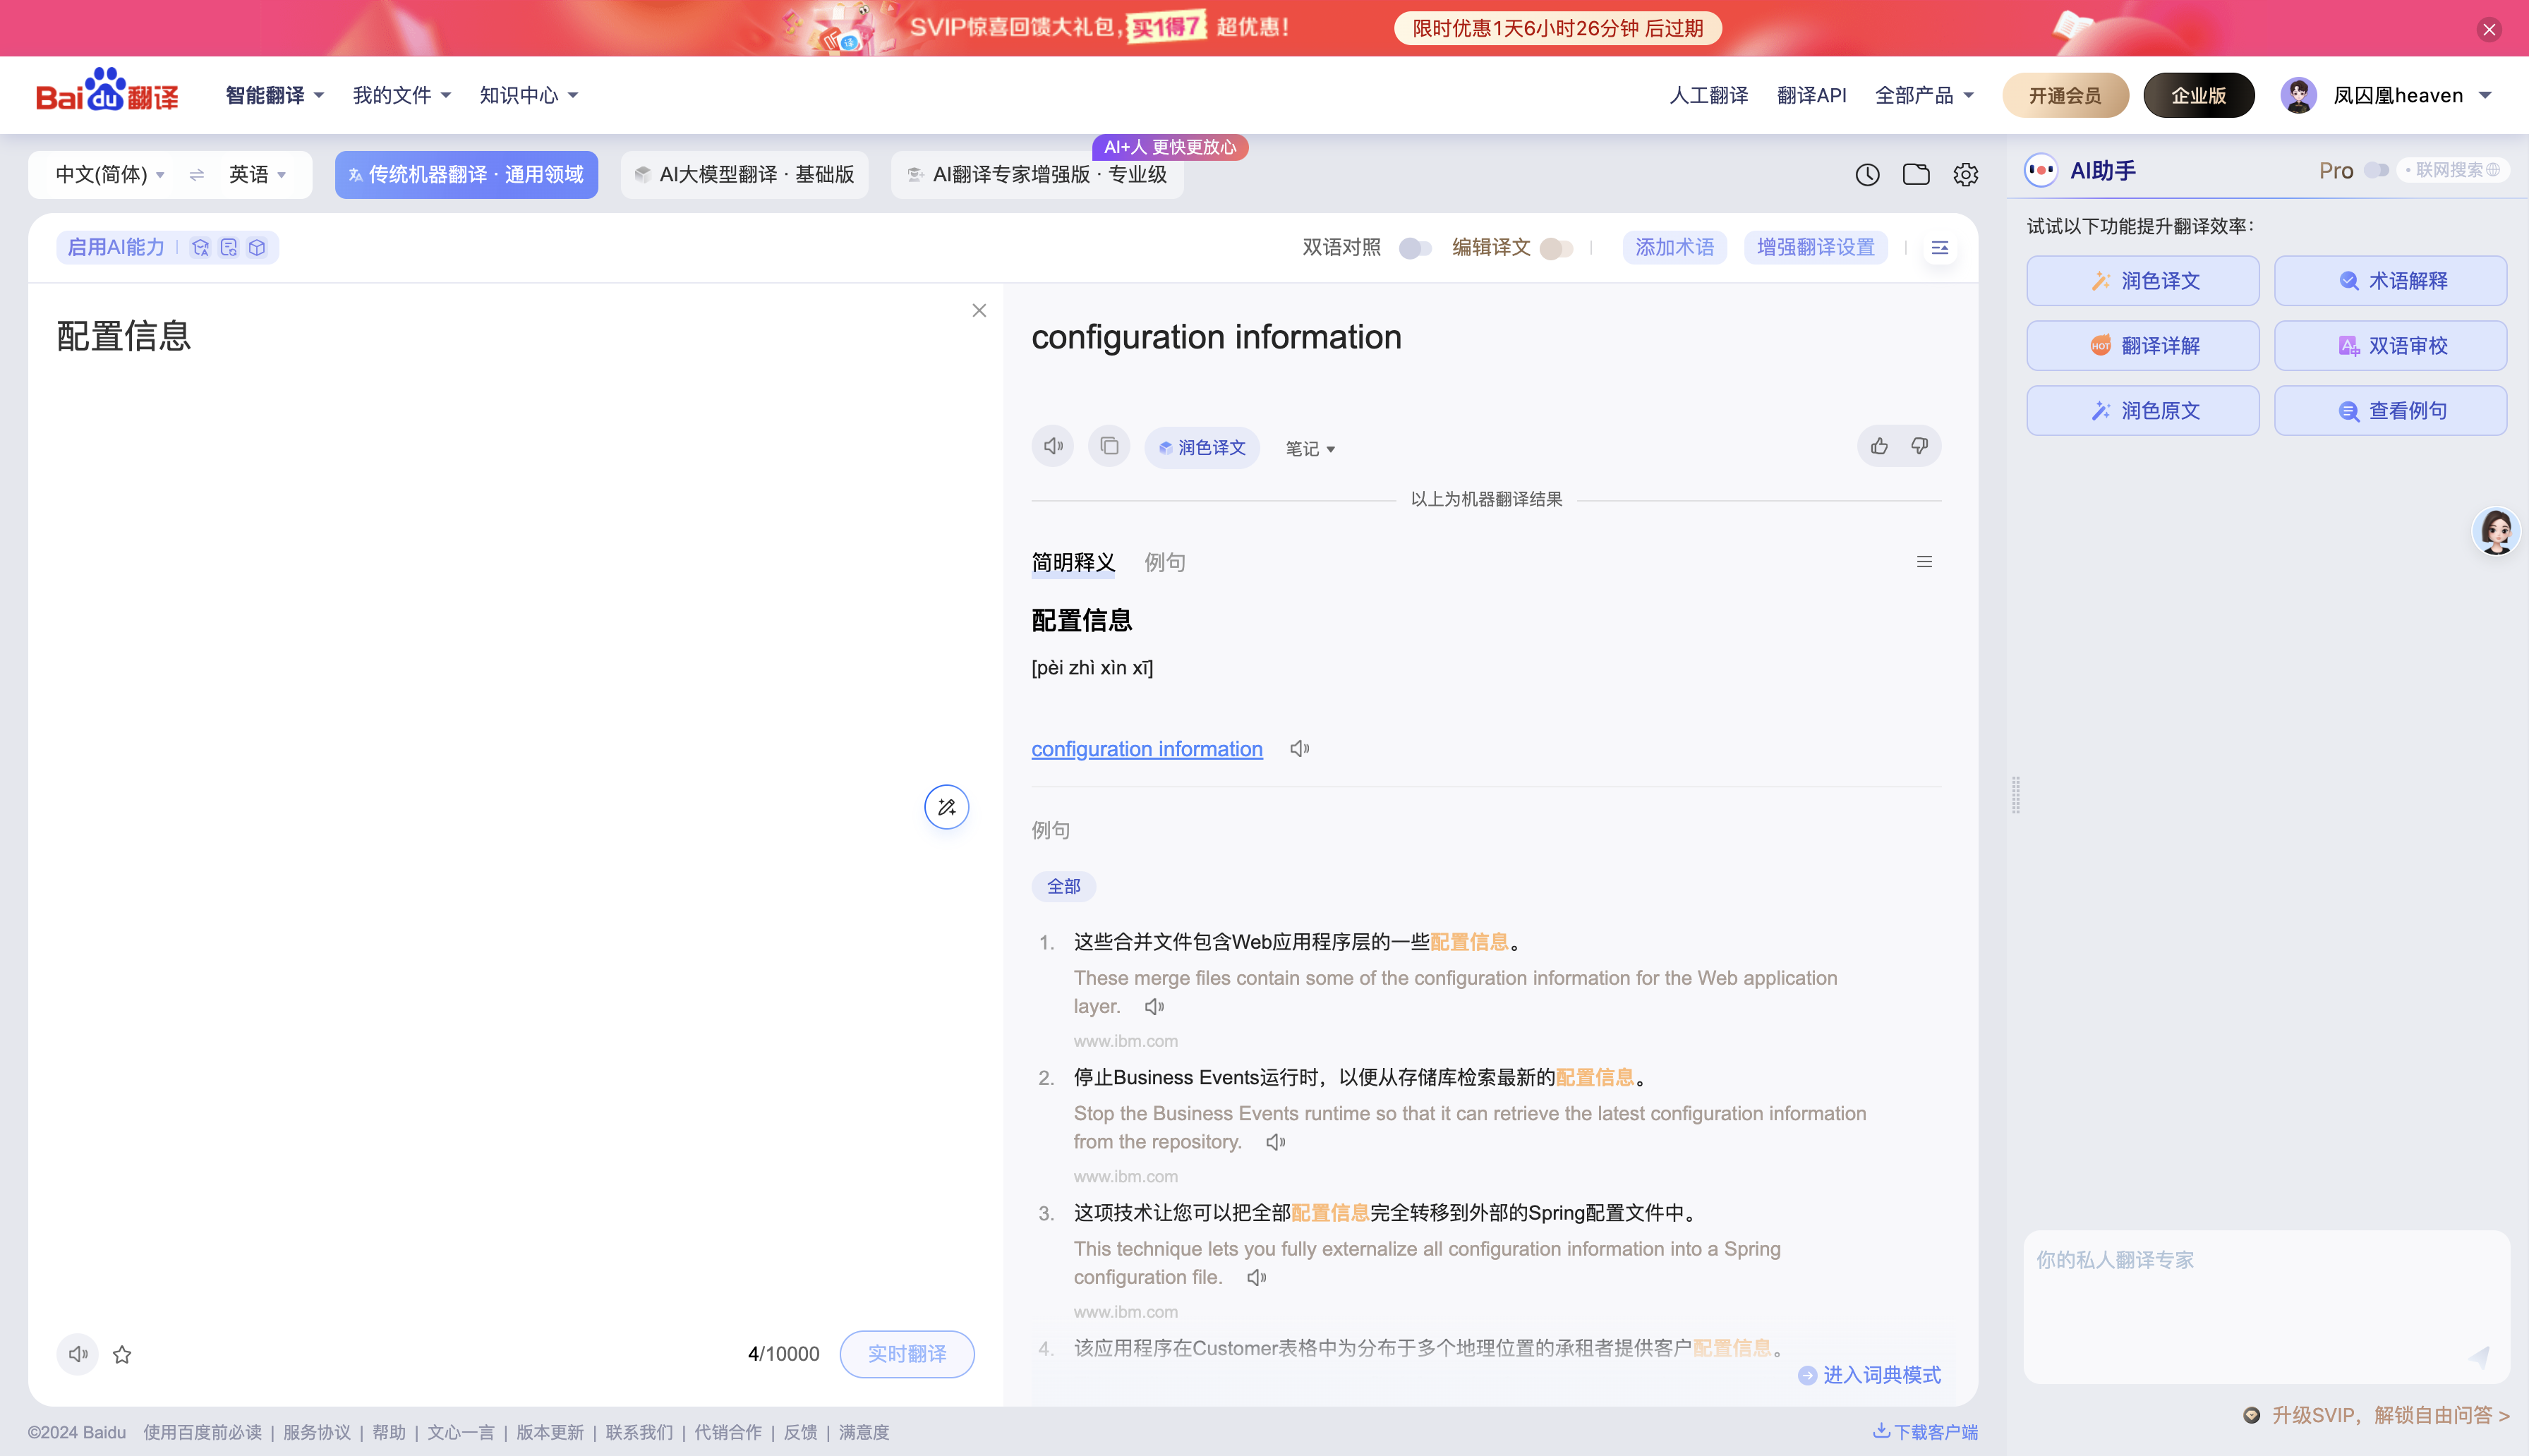 SVIP惊喜回馈大礼包,买1得7 超优惠!
限时优惠1天6小时26分钟 后过期
Bai du 翻译
智能翻译
我的文件
知识中心
人工翻译
翻译API
全部产品
开通会员
企业版
凤囚凰heaven
中文(简体)
英语
传统机器翻译 · 通用领域
AI大模型翻译 · 基础版
AI翻译专家增强版 · 专业级
AI+人 更快更放心
启用AI能力
双语对照
编辑译文
添加术语
增强翻译设置
配置信息
4/10000
实时翻译
configuration information
润色译文
笔记
以上为机器翻译结果
简明释义
例句
配置信息
[pèi zhì xìn xī]
configuration information
例句
全部
1. 这些合并文件包含Web应用程序层的一些配置信息。
These merge files contain some of the configuration information for the Web application
layer.
www.ibm.com
2. 停止Business Events运行时，以便从存储库检索最新的配置信息。
Stop the Business Events runtime so that it can retrieve the latest configuration information
from the repository.
www.ibm.com
3. 这项技术让您可以把全部配置信息完全转移到外部的Spring配置文件中。
This technique lets you fully externalize all configuration information into a Spring
configuration file.
www.ibm.com
4. 该应用程序在Customer表格中为分布于多个地理位置的承租者提供客户配置信息。
进入词典模式
AI助手
Pro
联网搜索
试试以下功能提升翻译效率：
润色译文
术语解释
HOT 翻译详解
双语审校
润色原文
查看例句
你的私人翻译专家
升级SVIP，解锁自由问答 >
©2024 Baidu 使用百度前必读 | 服务协议 | 帮助 | 文心一言 | 版本更新 | 联系我们 | 代销合作 | 反馈 | 满意度
下载客户端